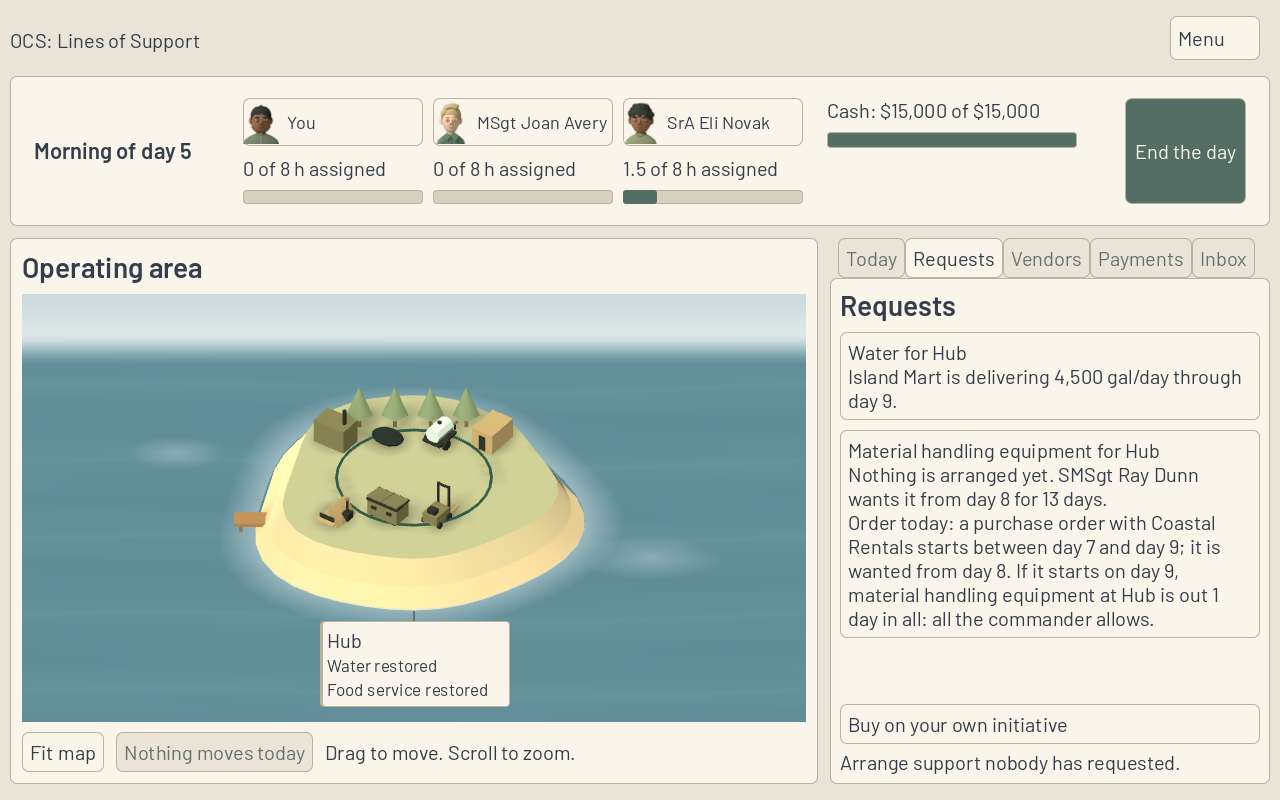 OCS: Lines of Support
Menu
Morning of day 5
You
MSgt Joan Avery
SrA Eli Novak
0 of 8 h assigned
0 of 8 h assigned
1.5 of 8 h assigned
Cash: $15,000 of $15,000
End the day
Operating area
Hub
Water restored
Food service restored
Fit map
Nothing moves today
Drag to move. Scroll to zoom.
Today
Requests
Vendors
Payments
Inbox
Requests
Water for Hub
Island Mart is delivering 4,500 gal/day through
day 9.
Material handling equipment for Hub
Nothing is arranged yet. SMSgt Ray Dunn
wants it from day 8 for 13 days.
Order today: a purchase order with Coastal
Rentals starts between day 7 and day 9; it is
wanted from day 8. If it starts on day 9,
material handling equipment at Hub is out 1
day in all: all the commander allows.
Buy on your own initiative
Arrange support nobody has requested.